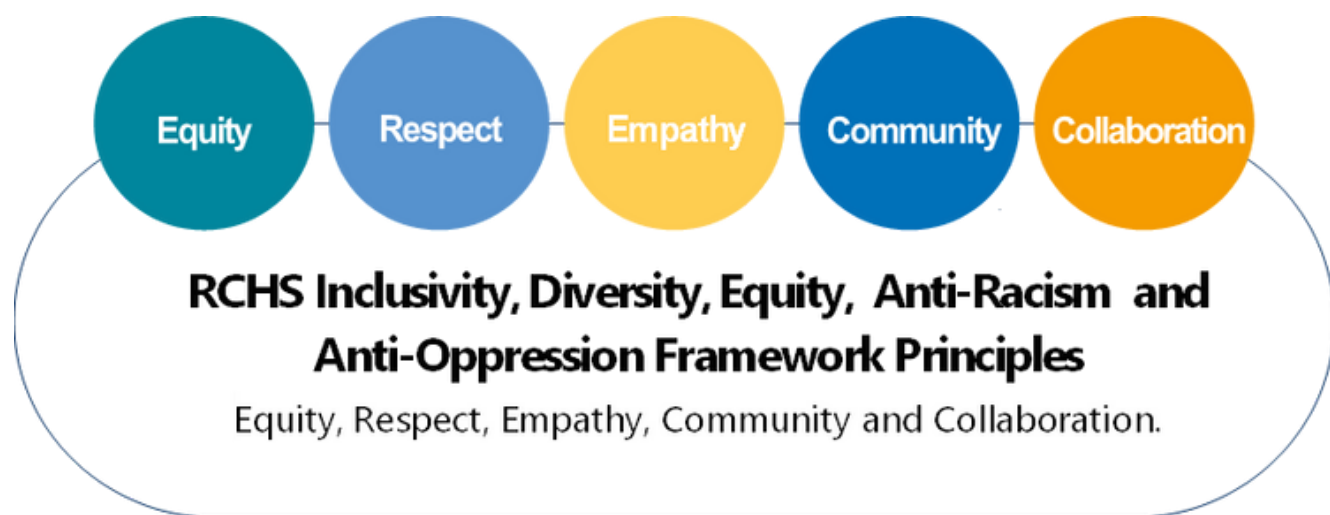 Equity
Respect
Empathy
Community
Collaboration
RCHS Inclusivity, Diversity, Equity, Anti-Racism and
Anti-Oppression Framework Principles
Equity, Respect, Empathy, Community and Collaboration.